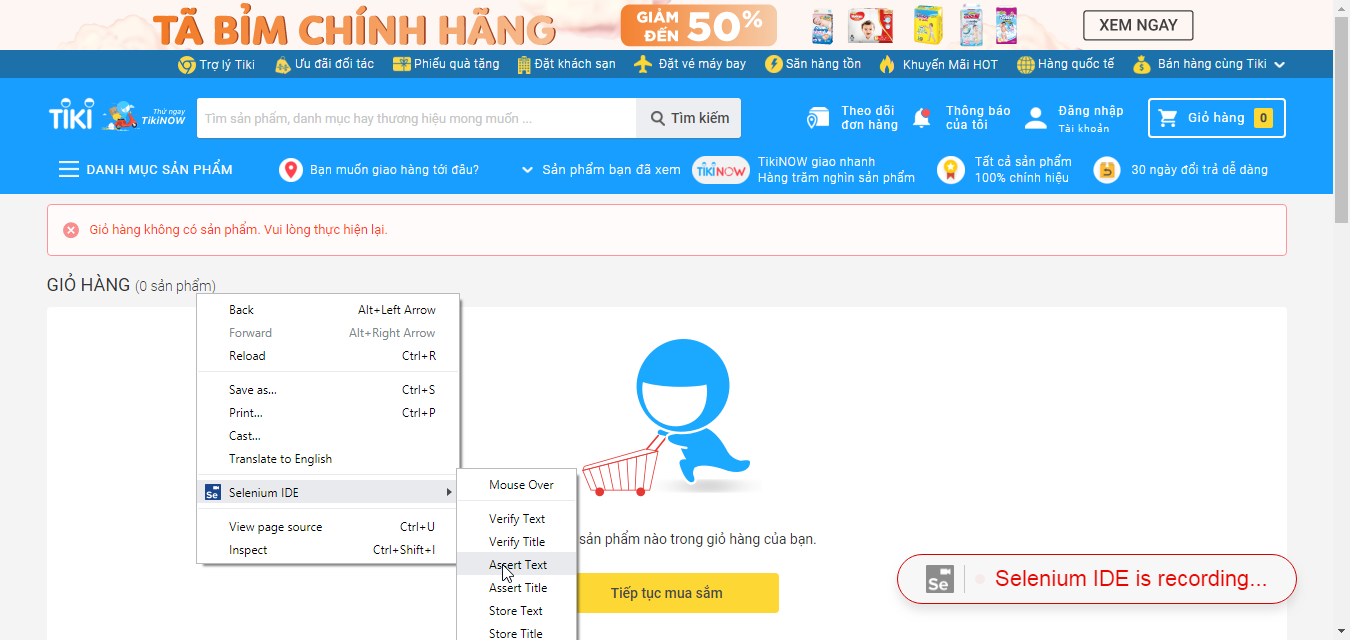 TÃ BỈM CHÍNH HÃNG
GIẢM ĐẾN 50%
XEM NGAY
Trợ lý Tiki
Ưu đãi đối tác
Phiếu quà tặng
Đặt khách sạn
Đặt vé máy bay
Săn hàng tồn
Khuyến Mãi HOT
Hàng quốc tế
Bán hàng cùng Tiki
TIKI
Thử ngay
TikiNOW
Tìm sản phẩm, danh mục hay thương hiệu mong muốn ...
Tìm kiếm
Theo dõi
đơn hàng
Thông báo
của tôi
Đăng nhập
Tài khoản
Giỏ hàng 0
DANH MỤC SẢN PHẨM
Bạn muốn giao hàng tới đâu?
Sản phẩm bạn đã xem
TIKINOW
TikiNOW giao nhanh
Hàng trăm nghìn sản phẩm
Tất cả sản phẩm
100% chính hiệu
30 ngày đổi trả dễ dàng
Giỏ hàng không có sản phẩm. Vui lòng thực hiện lại.
GIỎ HÀNG (0 sản phẩm)
Back Alt+Left Arrow
Forward Alt+Right Arrow
Reload Ctrl+R
Save as... Ctrl+S
Print... Ctrl+P
Cast...
Translate to English
Se Selenium IDE
View page source Ctrl+U
Inspect Ctrl+Shift+I
Mouse Over
Verify Text
Verify Title
Assert Text
Assert Title
Store Text
Store Title
sản phẩm nào trong giỏ hàng của bạn.
Tiếp tục mua sắm
Se Selenium IDE is recording...